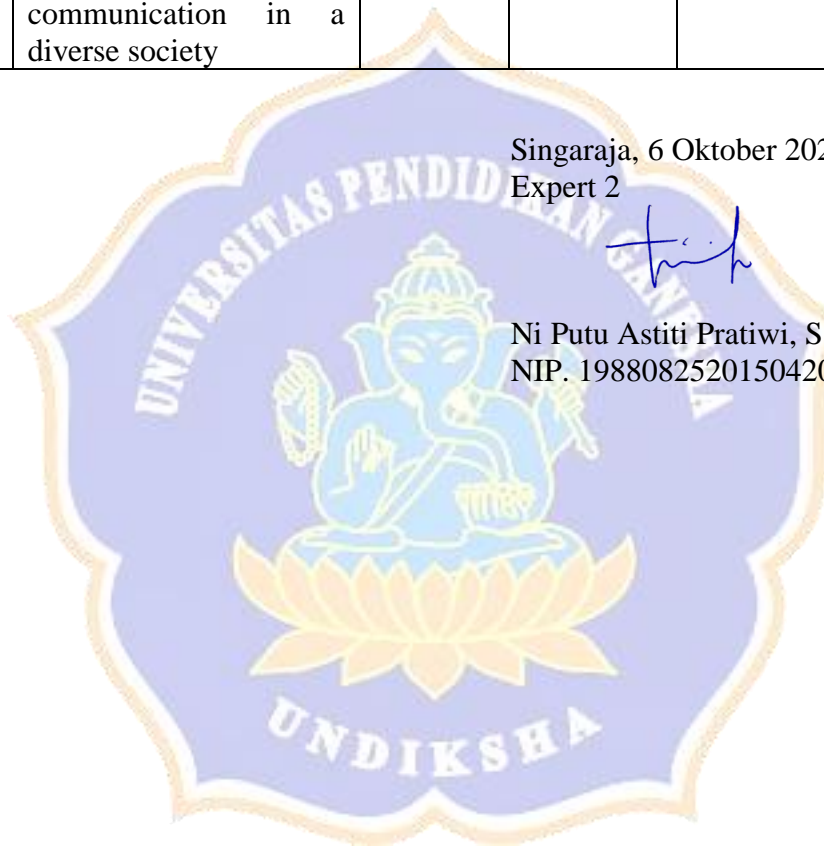 communication in a
diverse society
Singaraja, 6 Oktober 202
Expert 2
Ni Putu Astiti Pratiwi, S
NIP. 1988082520150420
UNIVERSITAS PENDIDIKAN GANESHA
UNDIKSHA